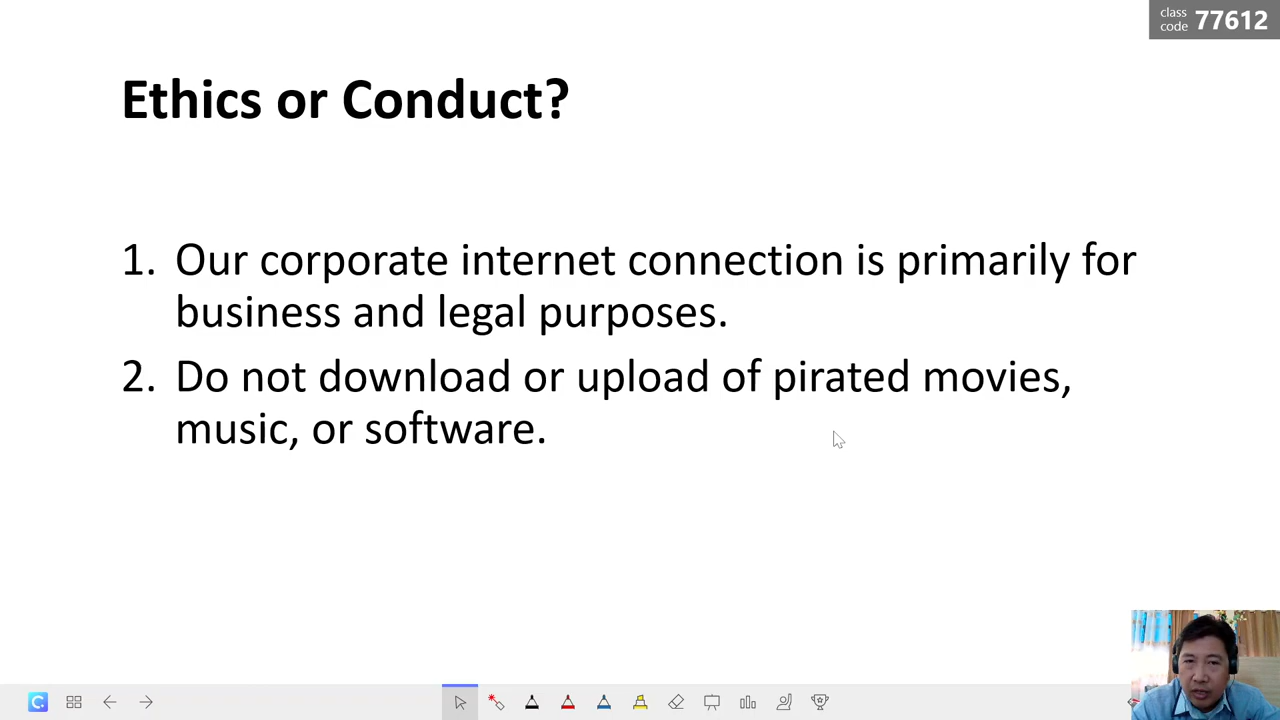 class
code 77612
Ethics or Conduct?
1. Our corporate internet connection is primarily for
business and legal purposes.
2. Do not download or upload of pirated movies,
music, or software.